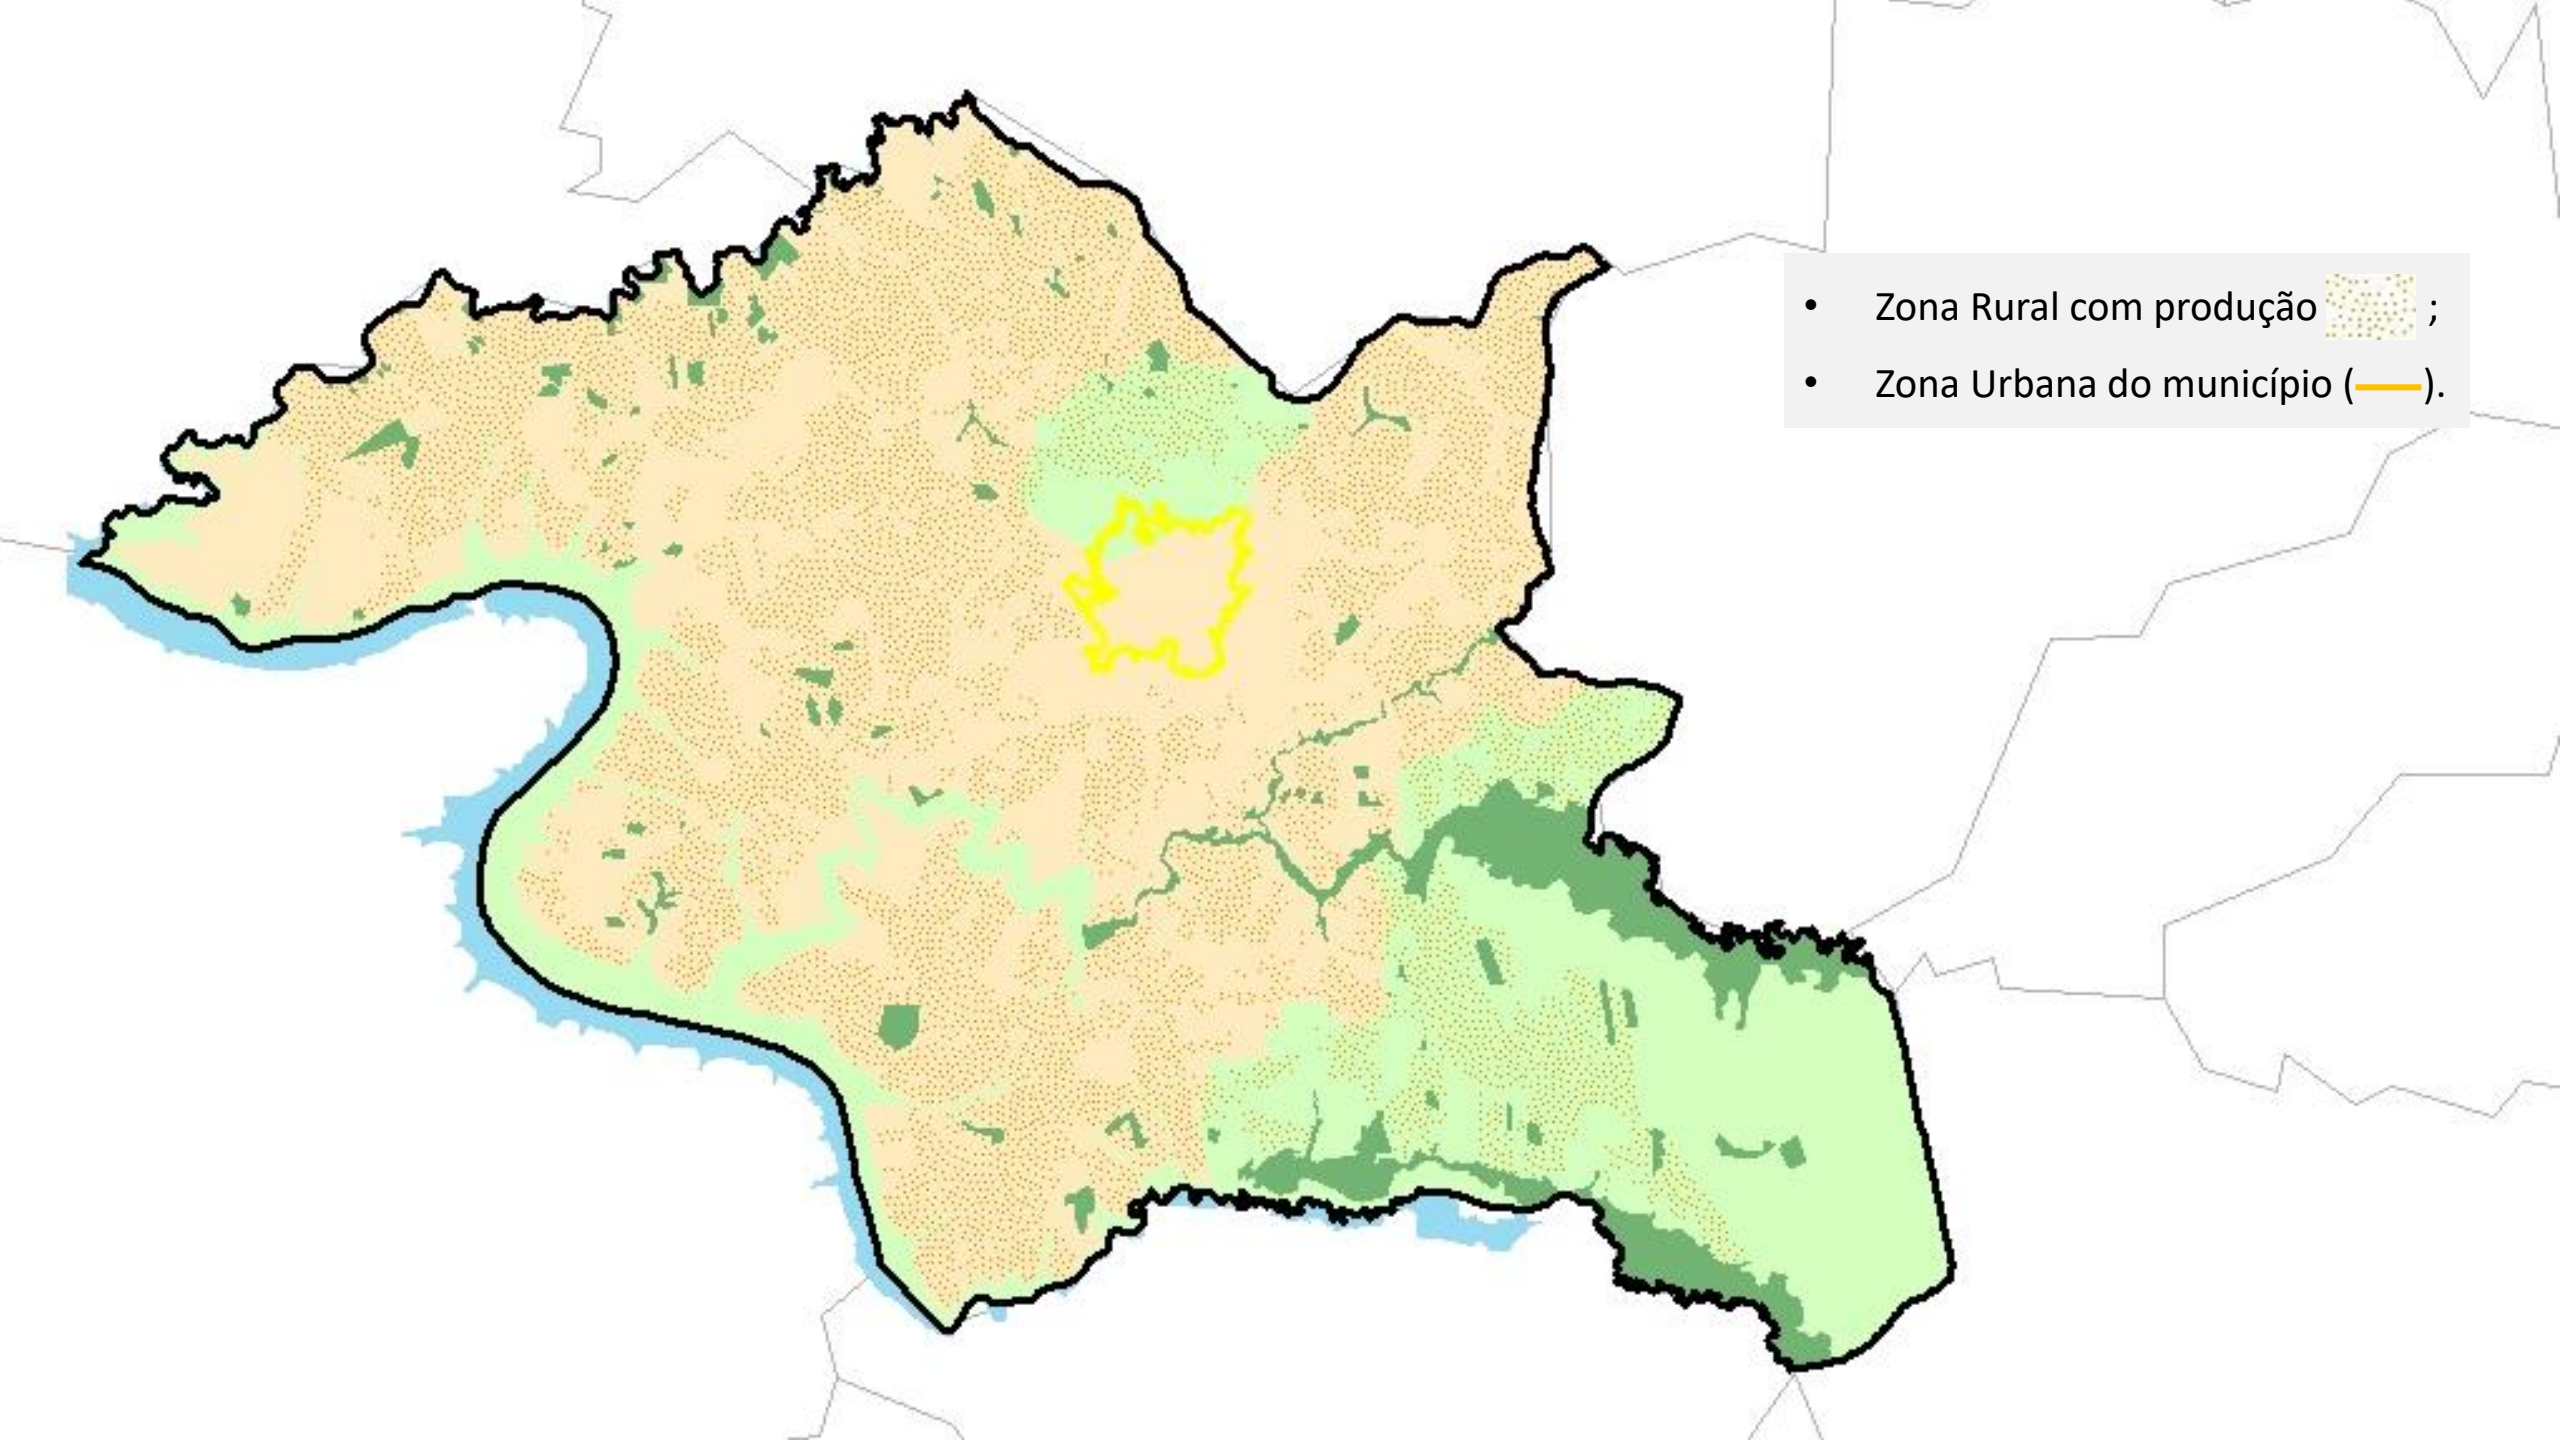 • Zona Rural com produção ;
• Zona Urbana do município ( ).